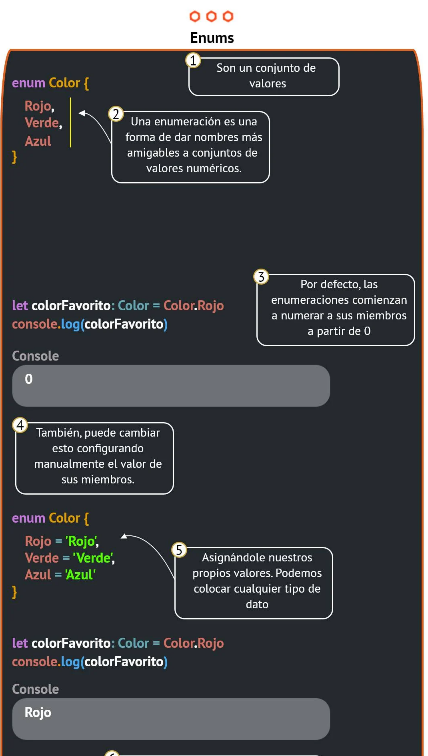 Enums
1
Son un conjunto de
valores
enum Color {
Rojo,
Verde,
Azul
}
2
Una enumeración es una
forma de dar nombres más
amigables a conjuntos de
valores numéricos.
3
Por defecto, las
enumeraciones comienzan
a numerar a sus miembros
a partir de 0
let colorFavorito: Color = Color.Rojo
console.log(colorFavorito)
Console
0
4
También, puede cambiar
esto configurando
manualmente el valor de
sus miembros.
enum Color {
Rojo = 'Rojo',
Verde = 'Verde',
Azul = 'Azul'
}
5
Asignándole nuestros
propios valores. Podemos
colocar cualquier tipo de
dato
let colorFavorito: Color = Color.Rojo
console.log(colorFavorito)
Console
Rojo